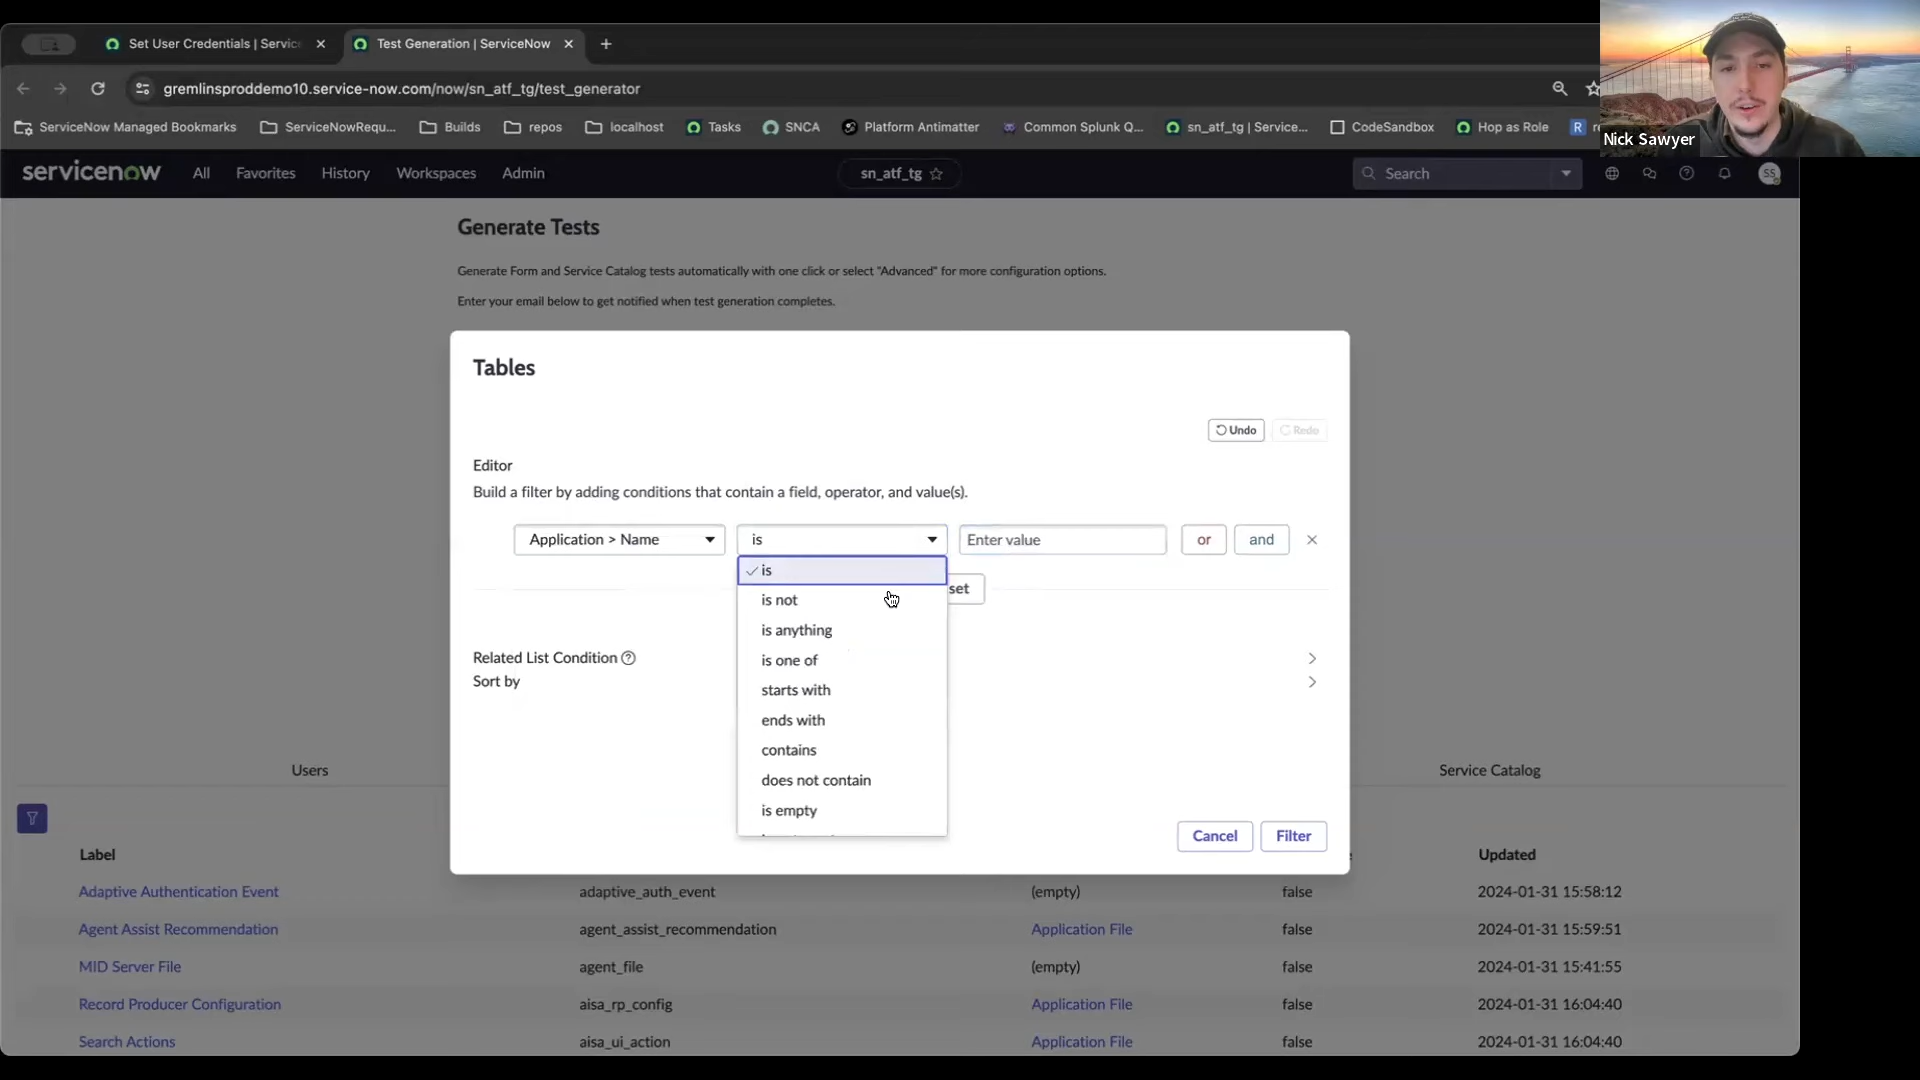 Set User Credentials | Servic
Test Generation | ServiceNow
gremlinsproddemo10.service-now.com/now/sn_atf_tg/test_generator
ServiceNow Managed Bookmarks
ServiceNowRequ...
Builds
repos
localhost
Tasks
SNCA
Platform Antimatter
Common Splunk Q...
sn_atf_tg | Service...
CodeSandbox
Hop as Role
R
Nick Sawyer
servicenow
All
Favorites
History
Workspaces
Admin
sn_atf_tg
Search
SS
Generate Tests
Generate Form and Service Catalog tests automatically with one click or select "Advanced" for more configuration options.
Enter your email below to get notified when test generation completes.
Tables
Undo
Redo
Editor
Build a filter by adding conditions that contain a field, operator, and value(s).
Application > Name
is
Enter value
or
and
is
is not
is anything
is one of
starts with
ends with
contains
does not contain
is empty
set
Related List Condition
Sort by
Cancel
Filter
Users
Service Catalog
Label
Updated
Adaptive Authentication Event
adaptive_auth_event
(empty)
false
2024-01-31 15:58:12
Agent Assist Recommendation
agent_assist_recommendation
Application File
false
2024-01-31 15:59:51
MID Server File
agent_file
(empty)
false
2024-01-31 15:41:55
Record Producer Configuration
aisa_rp_config
Application File
false
2024-01-31 16:04:40
Search Actions
aisa_ui_action
Application File
false
2024-01-31 16:04:40